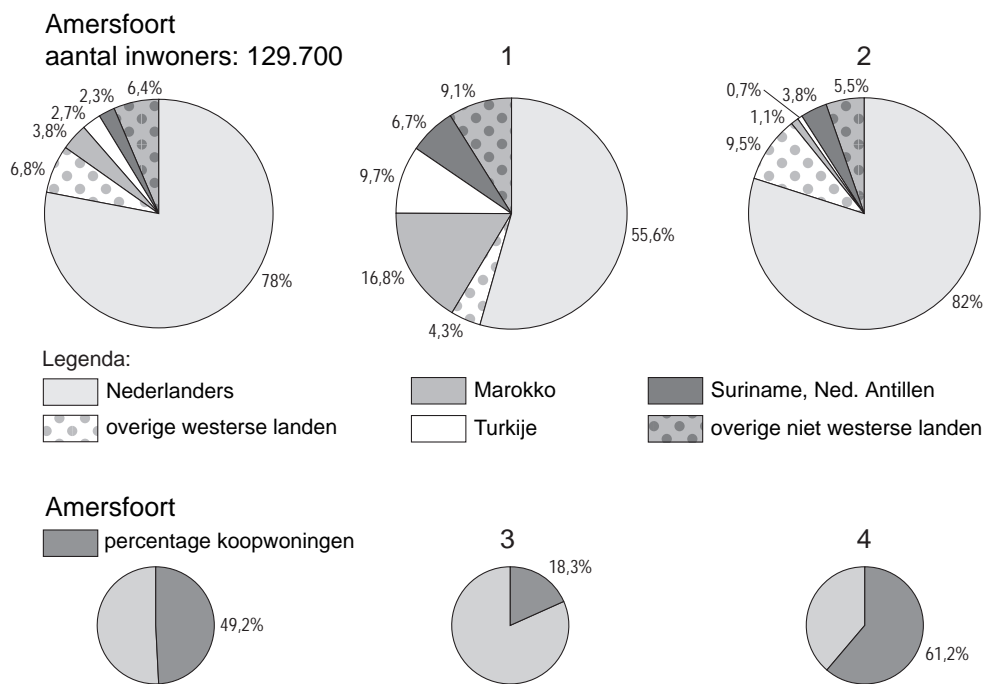 Amersfoort
aantal inwoners: 129.700
6,4%
2,3%
2,7%
3,8%
6,8%
78%
1
9,1%
6,7%
9,7%
16,8%
4,3%
55,6%
2
5,5%
3,8%
0,7%
1,1%
9,5%
82%
Legenda:
Nederlanders
Marokko
Suriname, Ned. Antillen
overige westerse landen
Turkije
overige niet westerse landen
Amersfoort
percentage koopwoningen
49,2%
3
18,3%
4
61,2%